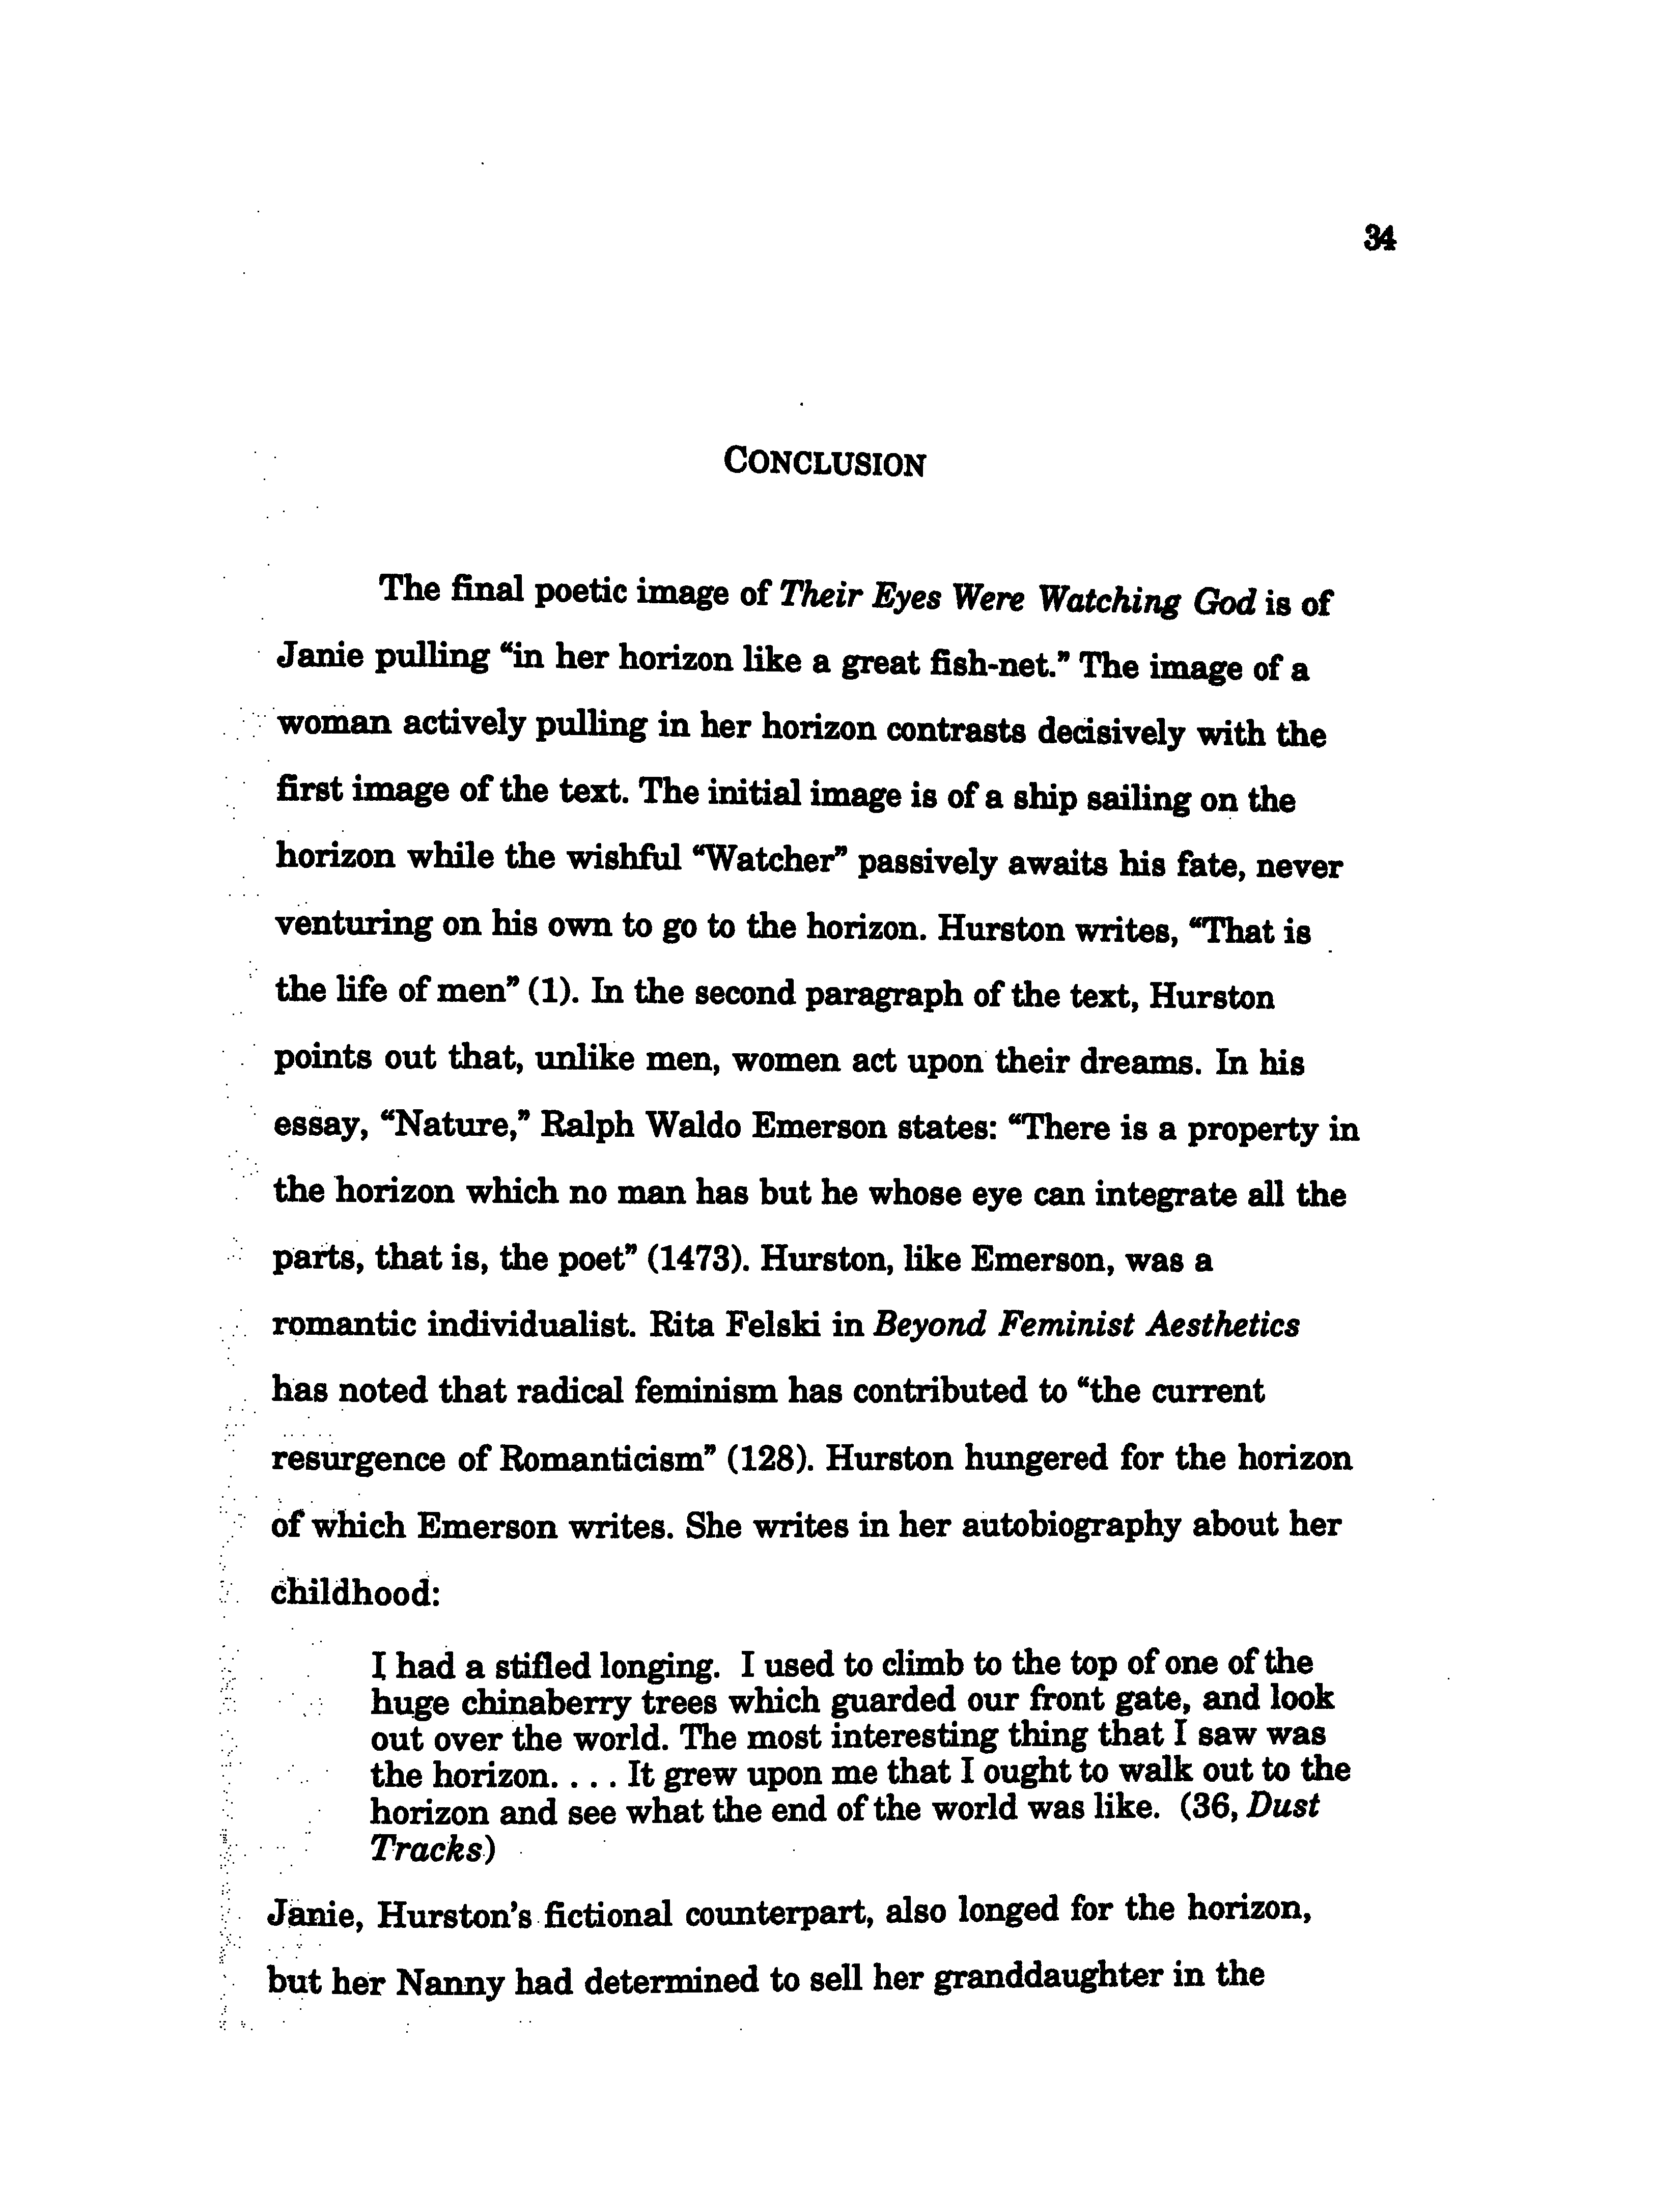 34
CONCLUSION
The final poetic image of Their Eyes Were Watching God is of
Janie pulling “in her horizon like a great fish-net.” The image of a
woman actively pulling in her horizon contrasts decisively with the
first image of the text. The initial image is of a ship sailing on the
horizon while the wishful “Watcher” passively awaits his fate, never
venturing on his own to go to the horizon. Hurston writes, “That is
the life of men” (1). In the second paragraph of the text, Hurston
points out that, unlike men, women act upon their dreams. In his
essay, “Nature,” Ralph Waldo Emerson states: “There is a property in
the horizon which no man has but he whose eye can integrate all the
parts, that is, the poet” (1473). Hurston, like Emerson, was a
romantic individualist. Rita Felski in Beyond Feminist Aesthetics
has noted that radical feminism has contributed to “the current
resurgence of Romanticism” (128). Hurston hungered for the horizon
of which Emerson writes. She writes in her autobiography about her
childhood:
I had a stifled longing. I used to climb to the top of one of the
huge chinaberry trees which guarded our front gate, and look
out over the world. The most interesting thing that I saw was
the horizon. . . . It grew upon me that I ought to walk out to the
horizon and see what the end of the world was like. (36, Dust
Tracks)
Janie, Hurston's fictional counterpart, also longed for the horizon,
but her Nanny had determined to sell her granddaughter in the